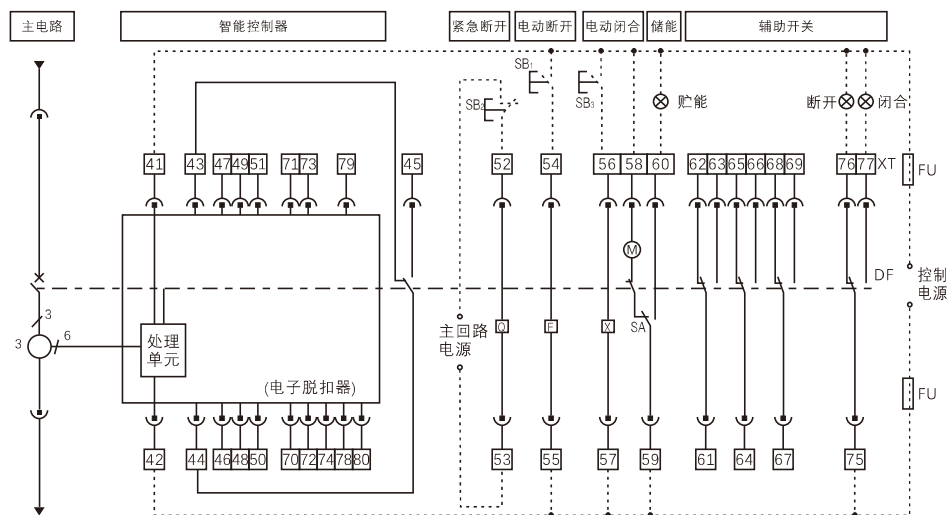 主电路 智能控制器 紧急断开 电动断开 电动闭合 储能 辅助开关
SB1
SB2 SB3 贮能 断开 闭合
41 43 47 49 51 71 73 79 45 52 54 56 58 60 62 63 65 66 68 69 76 77 XT FU
M
DF 控制
电源
3 主回路 Q F X SA
电源
3 6 处理
单元
(电子脱扣器) FU
42 44 46 48 50 70 72 74 78 80 53 55 57 59 61 64 67 75